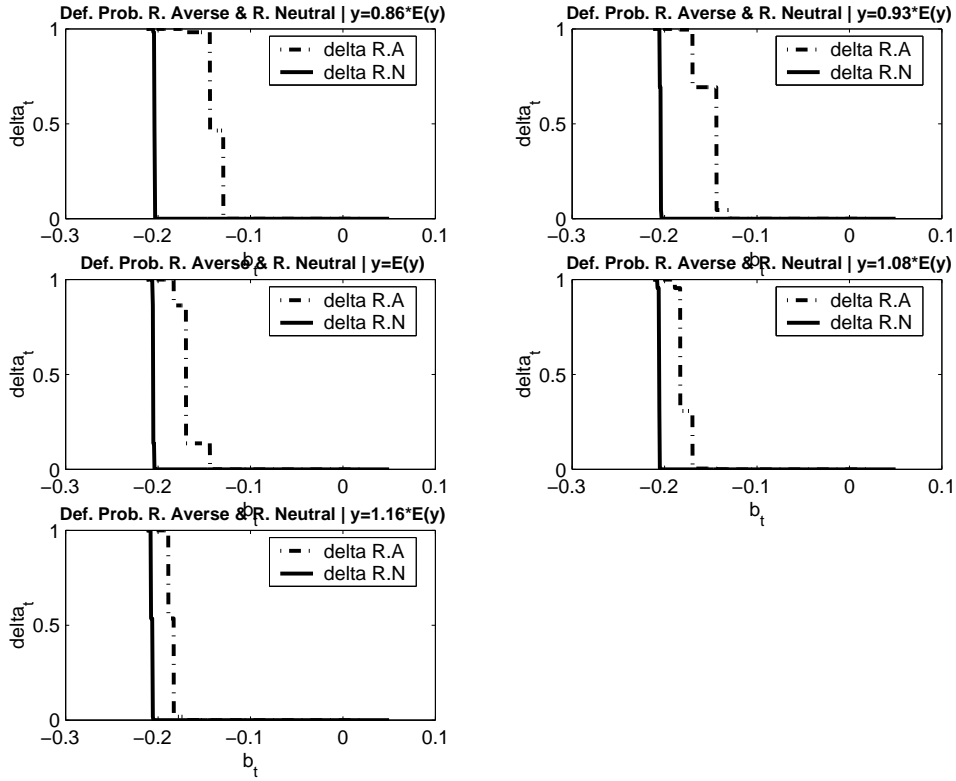 Def. Prob. R. Averse & R. Neutral | y=0.86*E(y)
1
0.5
0
delta_t
delta R.A
delta R.N
−0.3 −0.2 −0.1 0 0.1
b_t
Def. Prob. R. Averse & R. Neutral | y=0.93*E(y)
1
0.5
0
delta_t
delta R.A
delta R.N
−0.3 −0.2 −0.1 0 0.1
b_t
Def. Prob. R. Averse & R. Neutral | y=E(y)
1
0.5
0
delta_t
delta R.A
delta R.N
−0.3 −0.2 −0.1 0 0.1
b_t
Def. Prob. R. Averse & R. Neutral | y=1.08*E(y)
1
0.5
0
delta_t
delta R.A
delta R.N
−0.3 −0.2 −0.1 0 0.1
b_t
Def. Prob. R. Averse & R. Neutral | y=1.16*E(y)
1
0.5
0
delta_t
delta R.A
delta R.N
−0.3 −0.2 −0.1 0 0.1
b_t